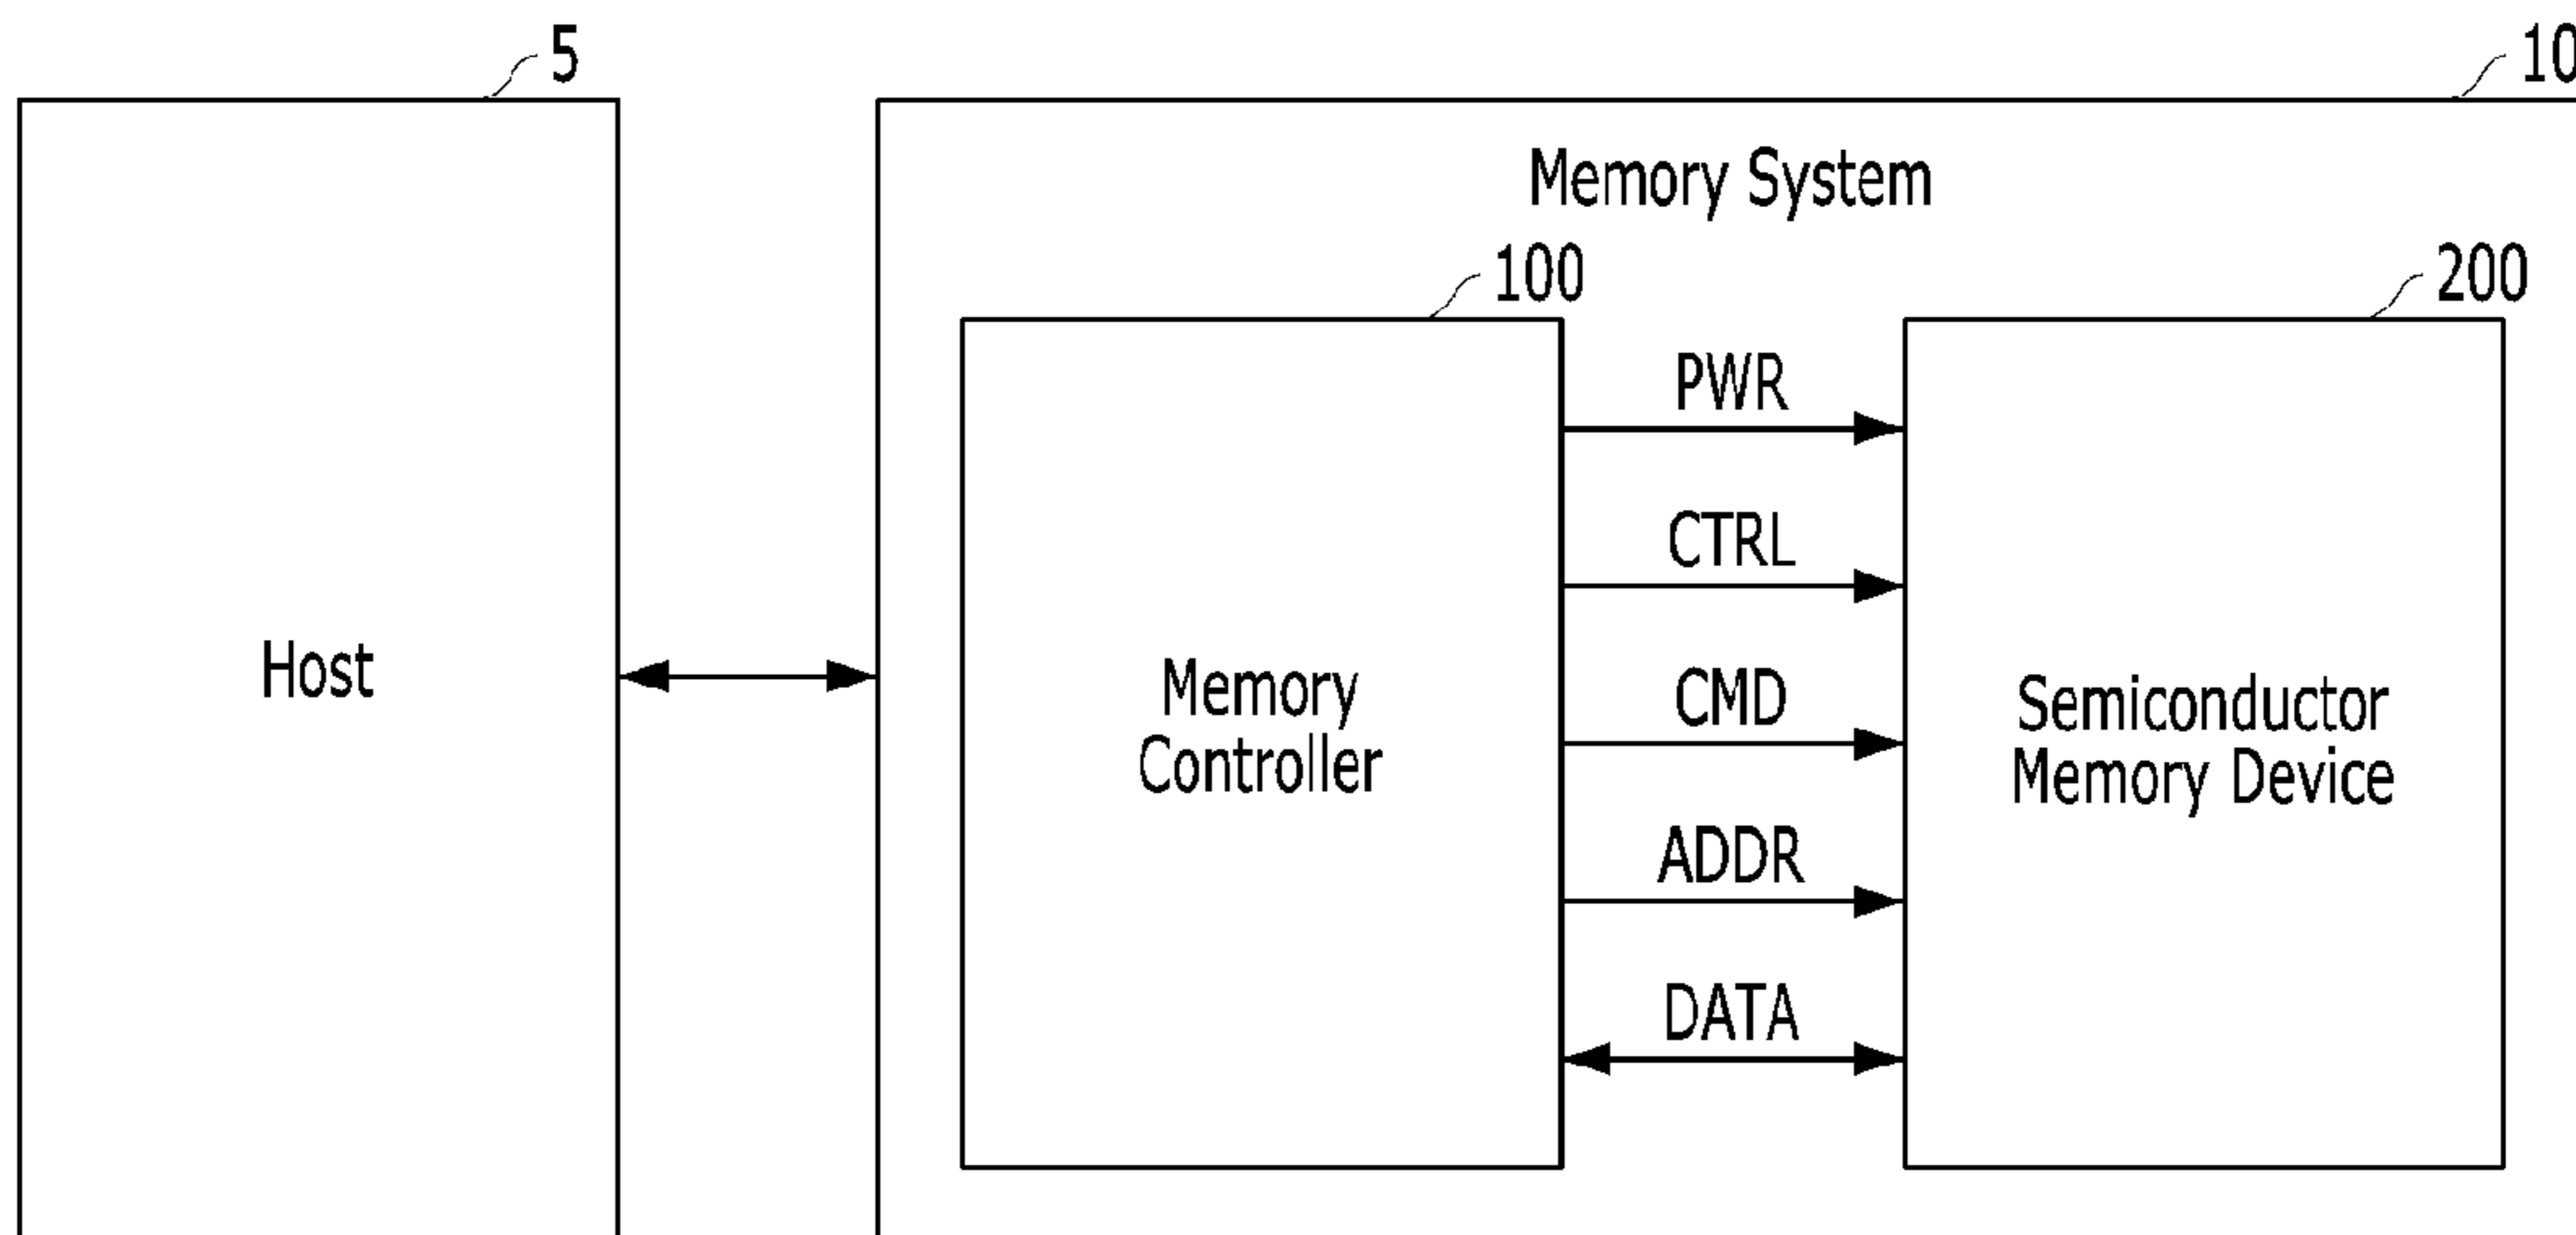 5
10
Memory System
100
200
PWR
CTRL
Host
CMD
Memory
Controller
Semiconductor
Memory Device
ADDR
DATA